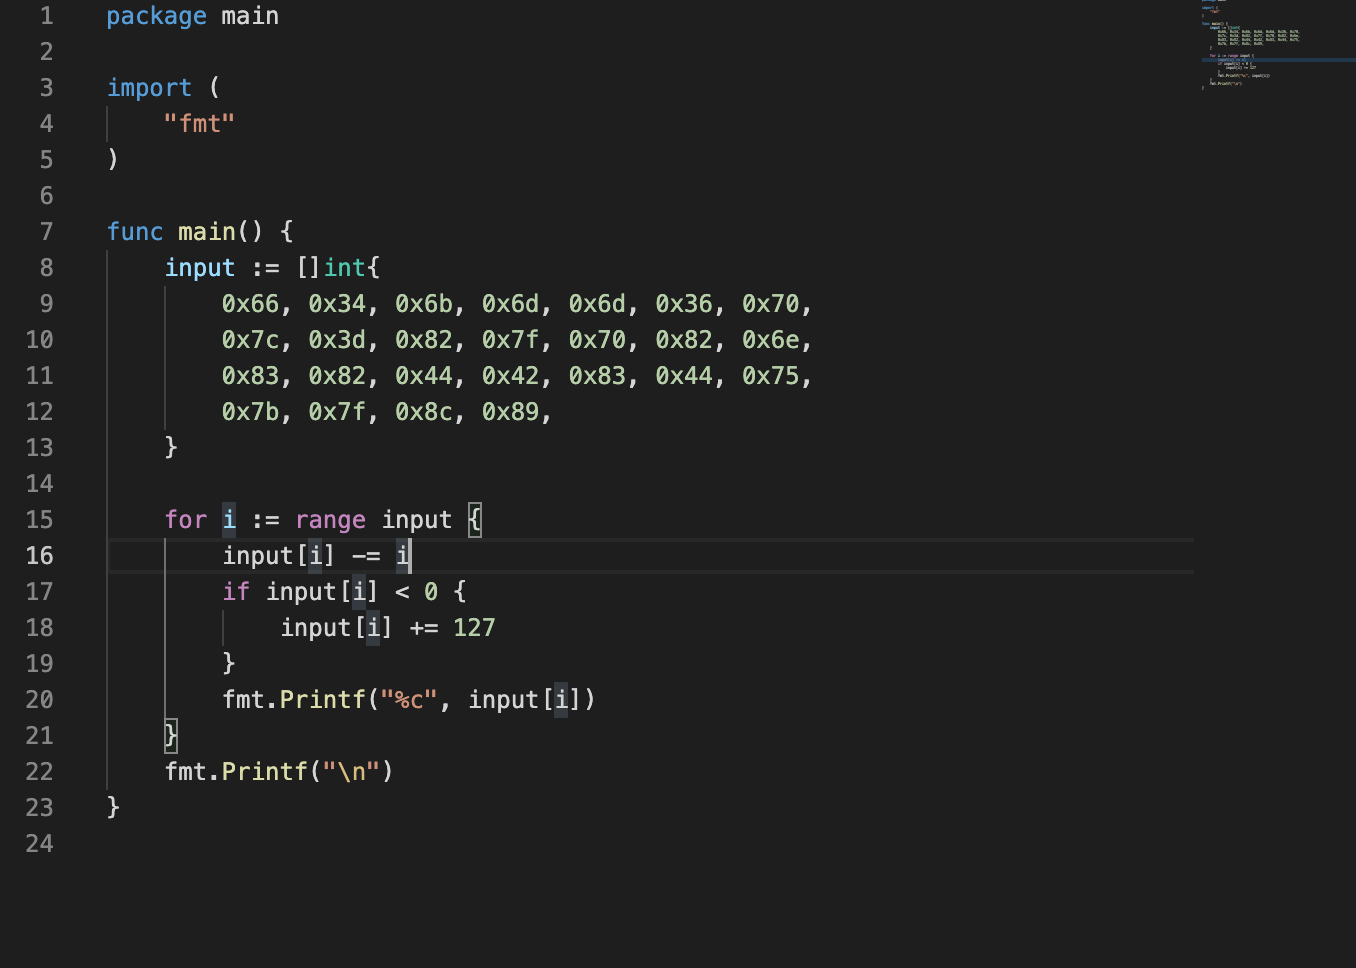 1 package main
2
3 import (
4     "fmt"
5 )
6
7 func main() {
8     input := []int{
9         0x66, 0x34, 0x6b, 0x6d, 0x6d, 0x36, 0x70,
10         0x7c, 0x3d, 0x82, 0x7f, 0x70, 0x82, 0x6e,
11         0x83, 0x82, 0x44, 0x42, 0x83, 0x44, 0x75,
12         0x7b, 0x7f, 0x8c, 0x89,
13     }
14
15     for i := range input {
16         input[i] -= i
17         if input[i] < 0 {
18             input[i] += 127
19         }
20         fmt.Printf("%c", input[i])
21     }
22     fmt.Printf("\n")
23 }
24